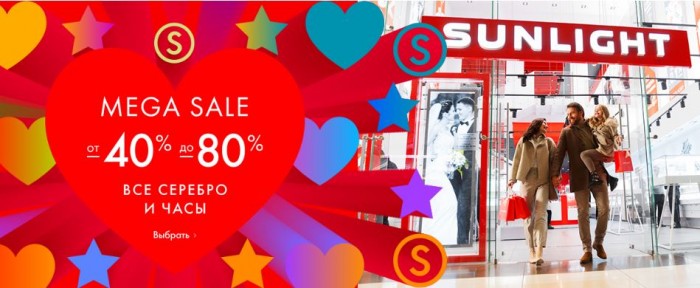 MEGA SALE
от 40% до 80%
ВСЕ СЕРЕБРО
И ЧАСЫ
Выбрать ›
S
S
S
SUNLIGHT